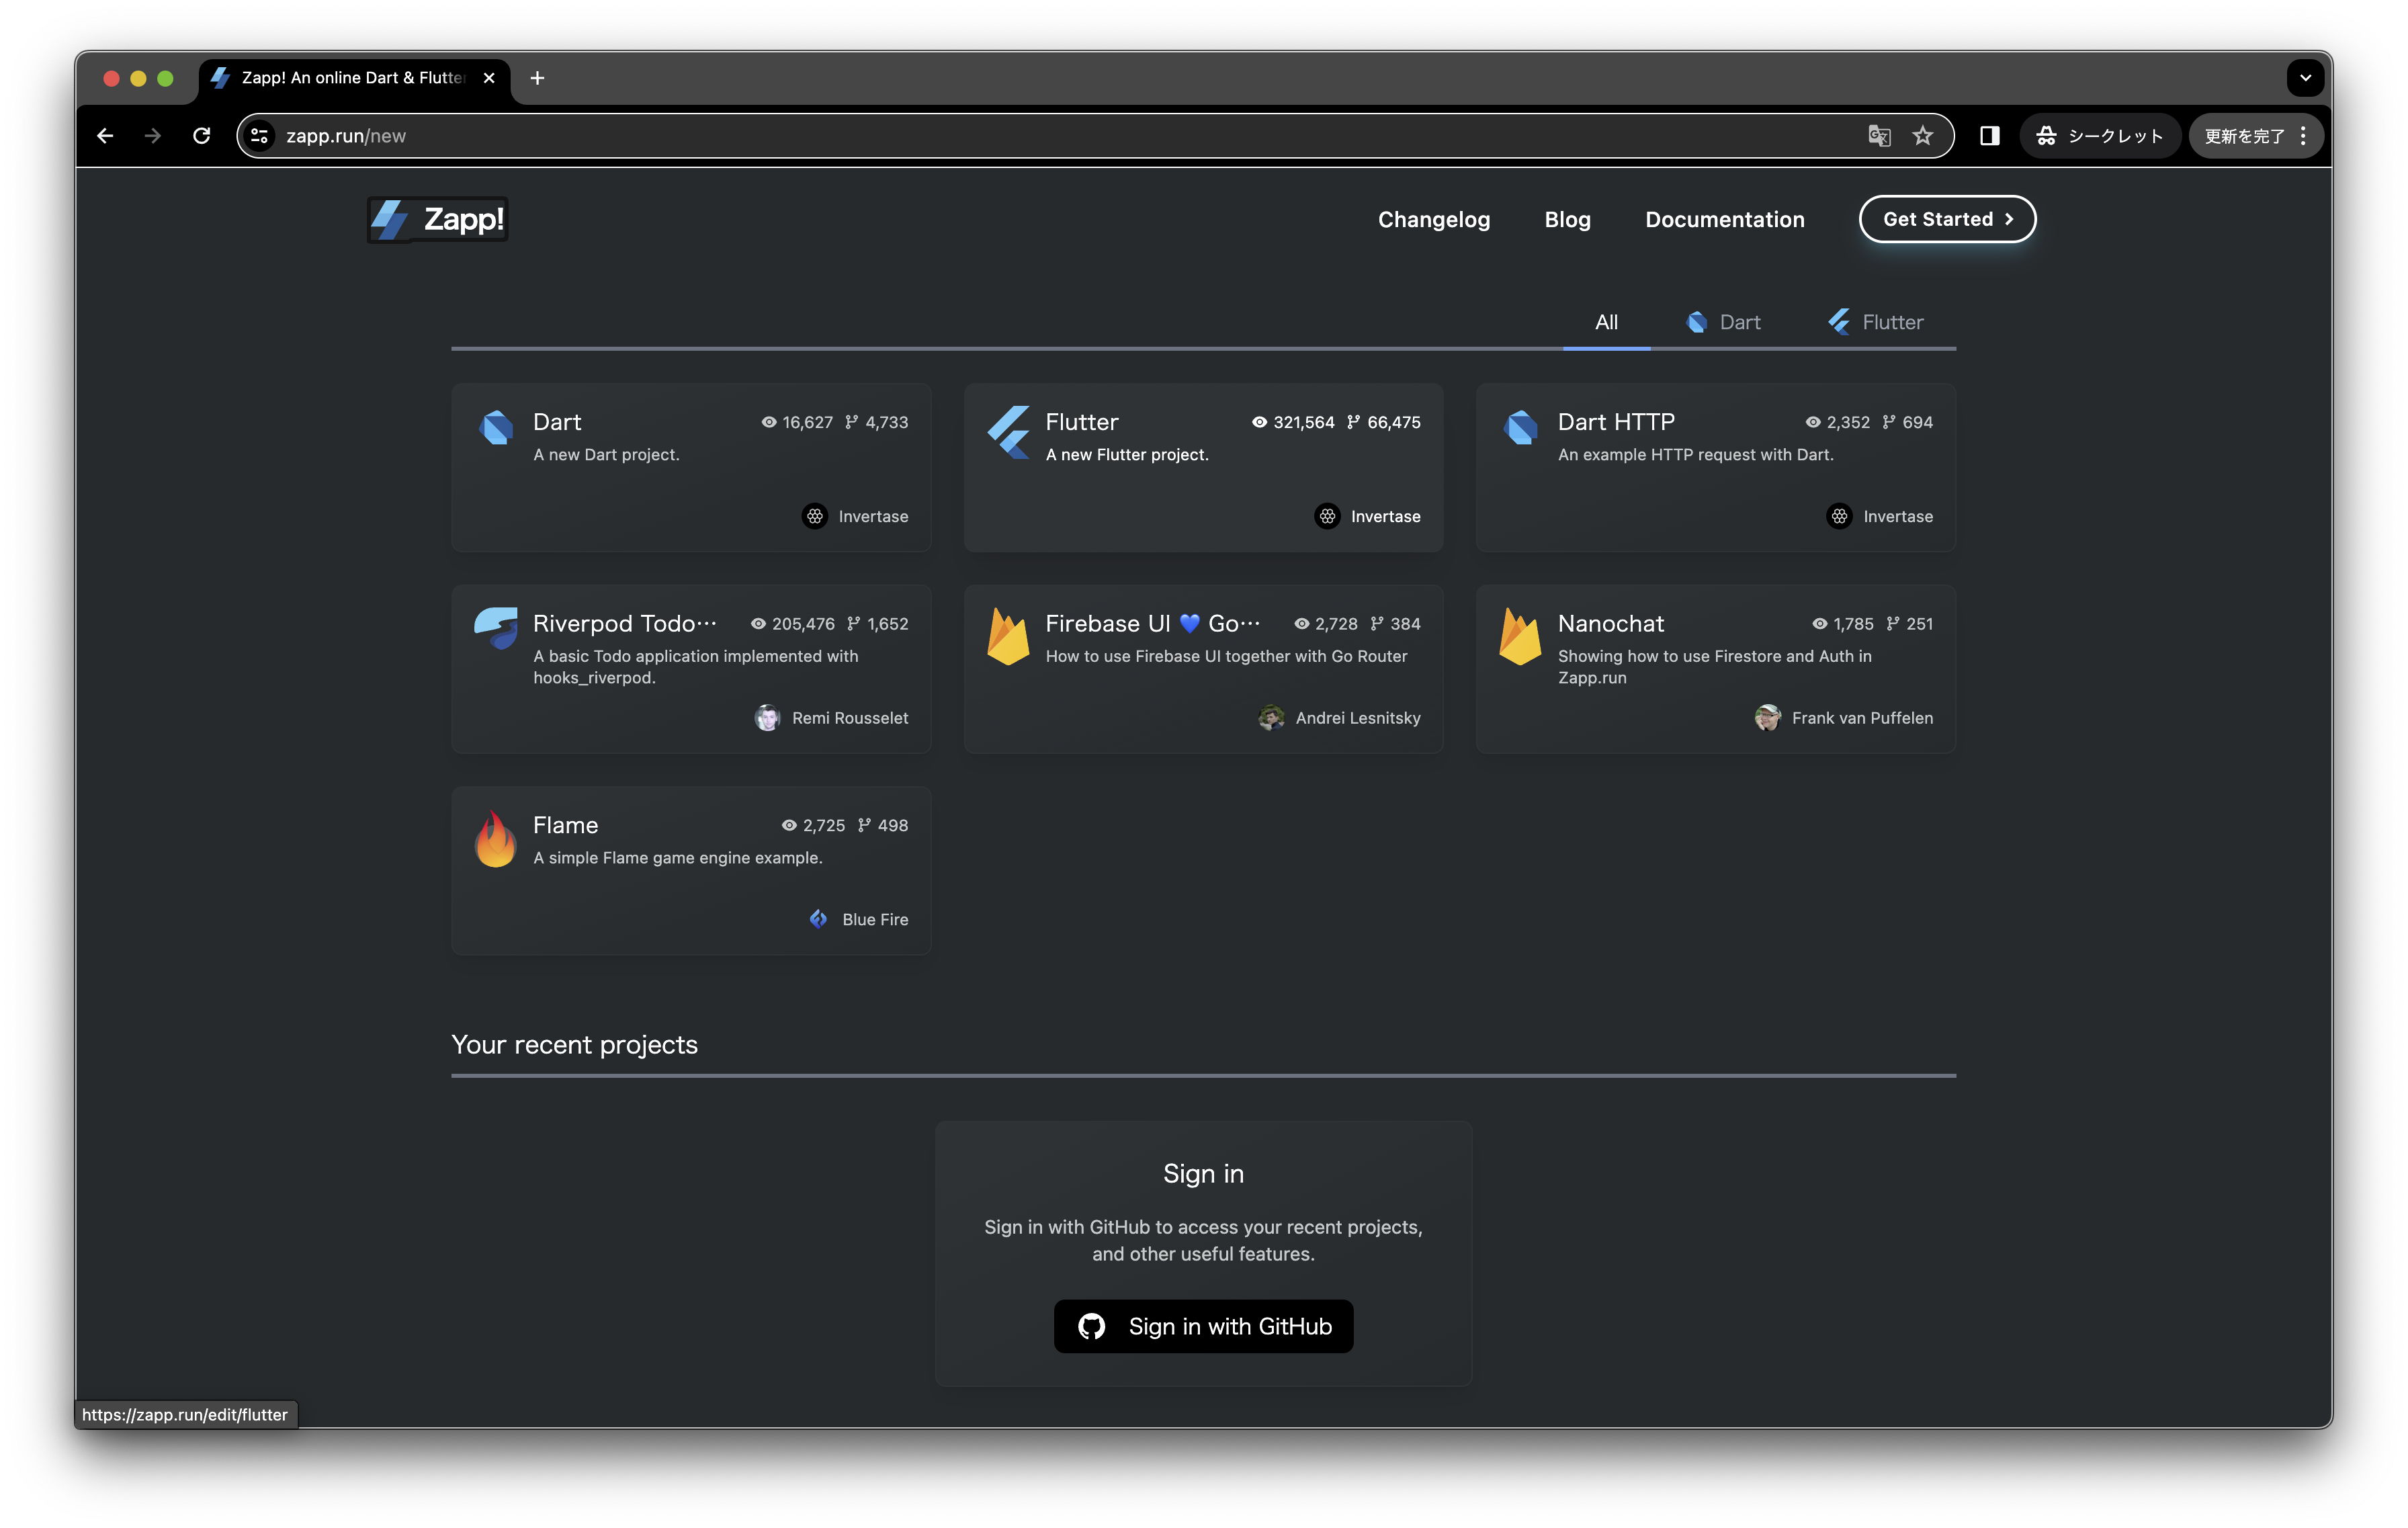 Zapp! An online Dart & Flutter
zapp.run/new
シークレット
更新を完了
Zapp!
Changelog
Blog
Documentation
Get Started
All
Dart
Flutter
Dart
16,627
4,733
A new Dart project.
Invertase
Flutter
321,564
66,475
A new Flutter project.
Invertase
Dart HTTP
2,352
694
An example HTTP request with Dart.
Invertase
Riverpod Todo…
205,476
1,652
A basic Todo application implemented with
hooks_riverpod.
Remi Rousselet
Firebase UI 💙 Go…
2,728
384
How to use Firebase UI together with Go Router
Andrei Lesnitsky
Nanochat
1,785
251
Showing how to use Firestore and Auth in
Zapp.run
Frank van Puffelen
Flame
2,725
498
A simple Flame game engine example.
Blue Fire
Your recent projects
Sign in
Sign in with GitHub to access your recent projects,
and other useful features.
Sign in with GitHub
https://zapp.run/edit/flutter